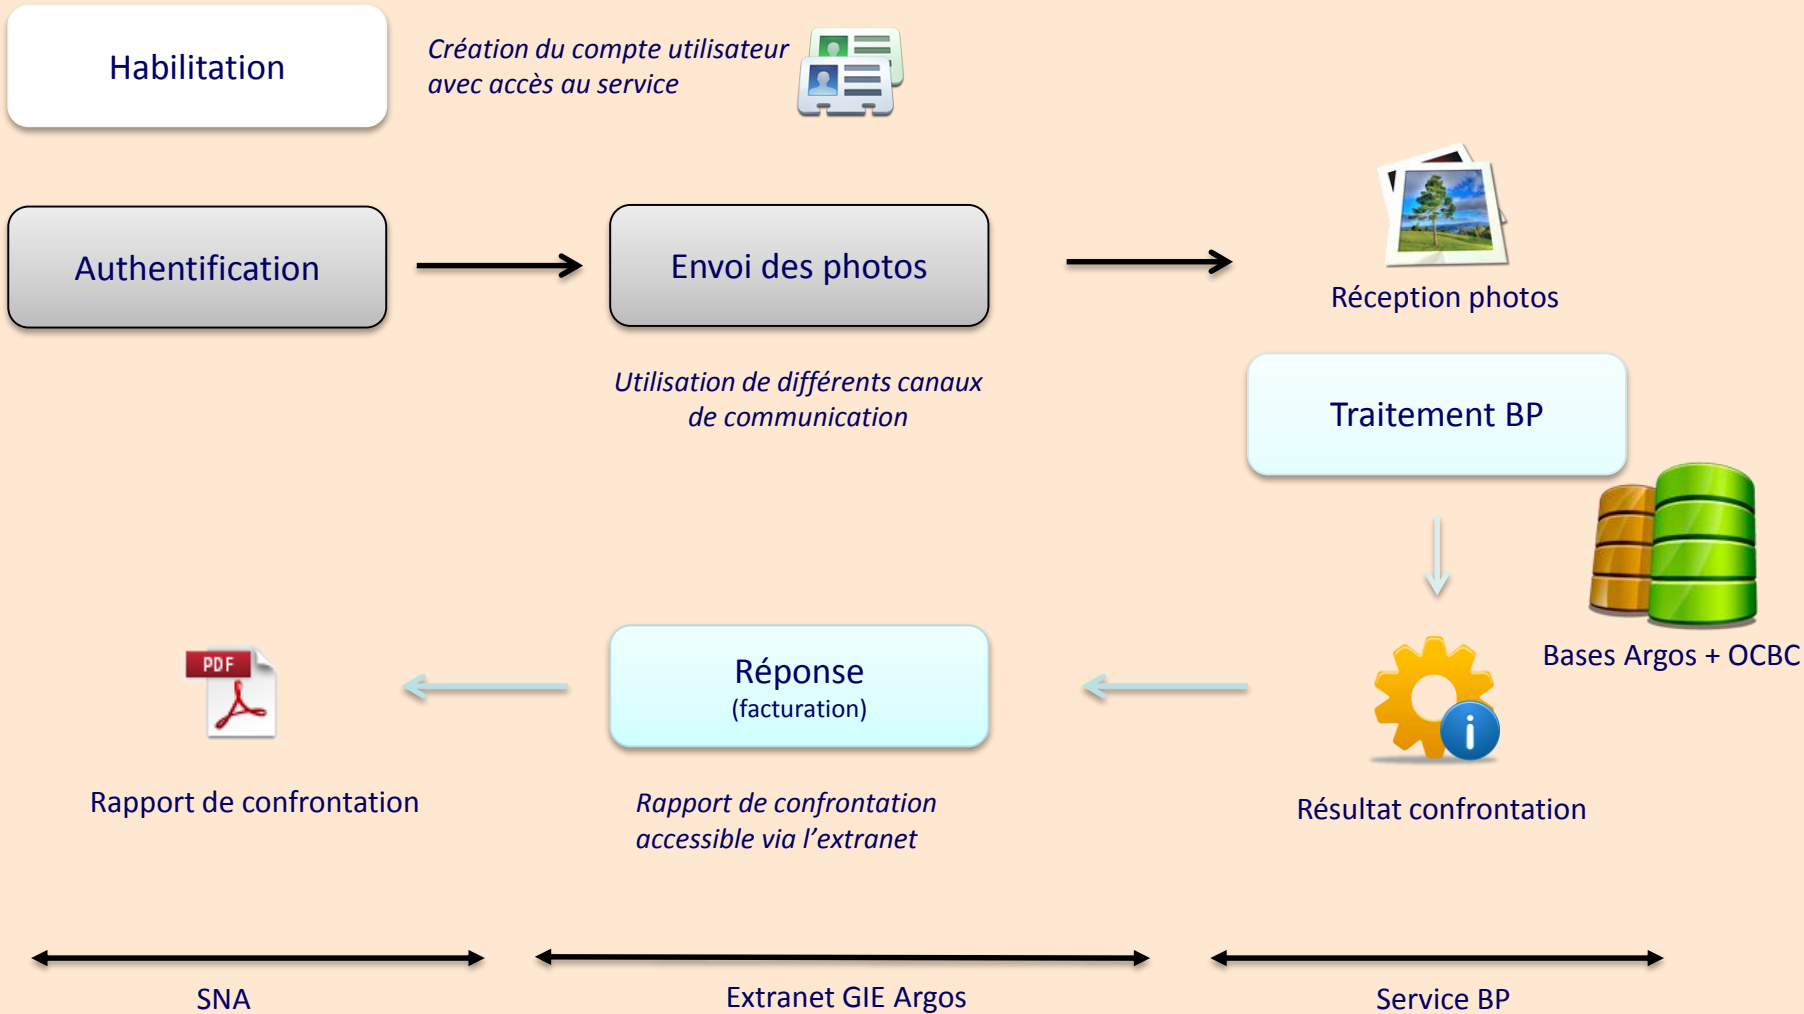 Habilitation
Création du compte utilisateur
avec accès au service
Authentification
Envoi des photos
Réception photos
Utilisation de différents canaux
de communication
Traitement BP
Bases Argos + OCBC
PDF
Réponse
(facturation)
i
Rapport de confrontation
Rapport de confrontation
accessible via l’extranet
Résultat confrontation
SNA
Extranet GIE Argos
Service BP